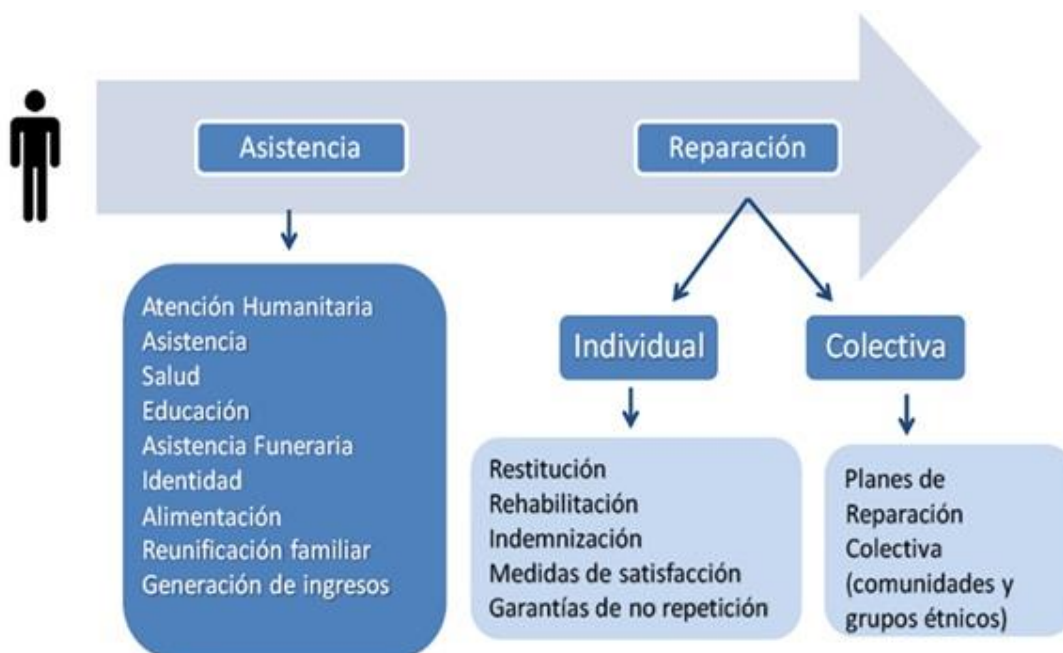 Asistencia
Reparación
Atención Humanitaria
Asistencia
Salud
Educación
Asistencia Funeraria
Identidad
Alimentación
Reunificación familiar
Generación de ingresos
Individual
Colectiva
Restitución
Rehabilitación
Indemnización
Medidas de satisfacción
Garantías de no repetición
Planes de
Reparación
Colectiva
(comunidades y
grupos étnicos)